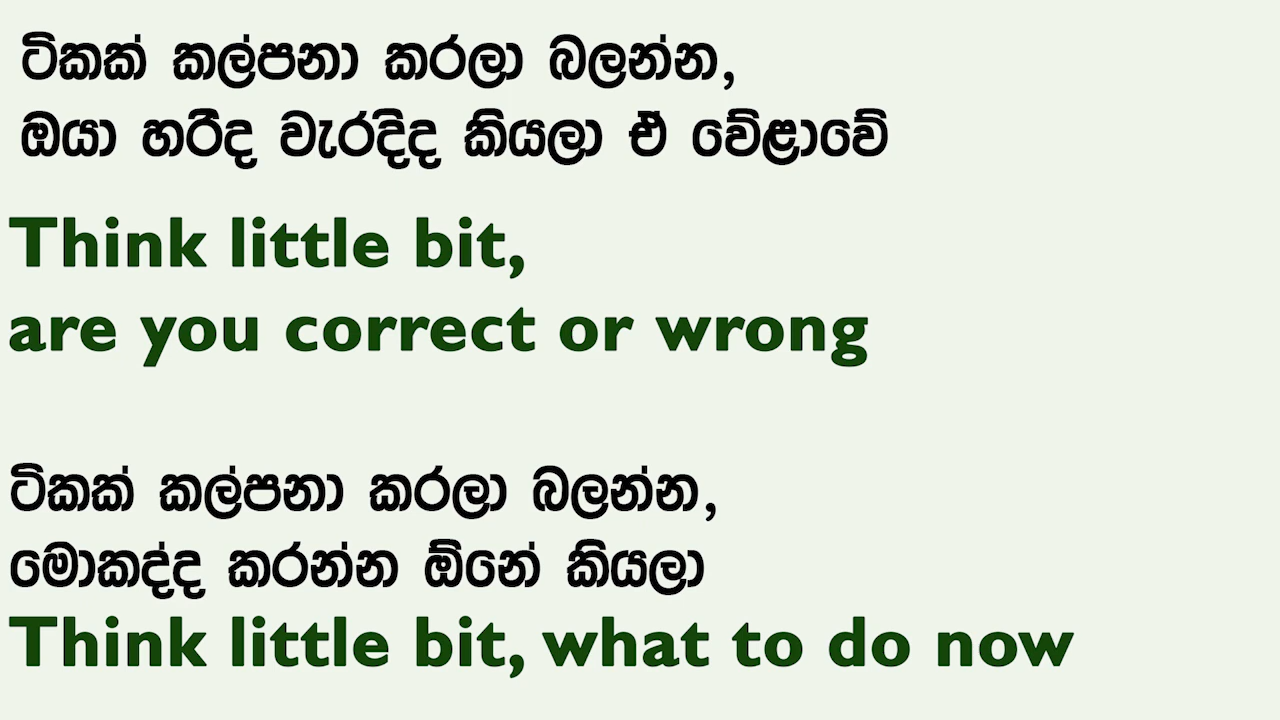 ටිකක් කල්පනා කරලා බලන්න,
ඔයා හරිද වැරදිද කියලා ඒ වේළාවේ
Think little bit,
are you correct or wrong
ටිකක් කල්පනා කරලා බලන්න,
මොකද්ද කරන්න ඕනේ කියලා
Think little bit, what to do now